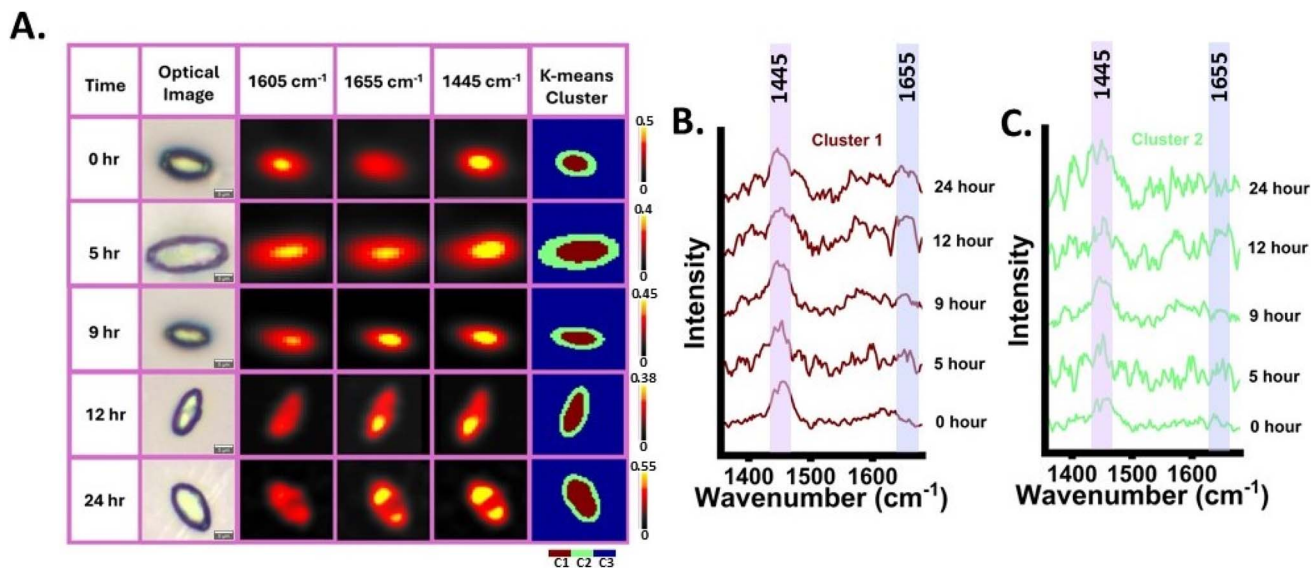 A.
Time
Optical
Image
1605 cm⁻¹
1655 cm⁻¹
1445 cm⁻¹
K-means
Cluster
0 hr
0.5
0
5 hr
0.4
0
9 hr
0.45
0
12 hr
0.38
0
24 hr
0.55
0
C1 C2 C3
B.
1445
1655
Cluster 1
24 hour
12 hour
9 hour
5 hour
0 hour
Intensity
1400 1600
Wavenumber (cm⁻¹)
C.
1445
1655
Cluster 2
24 hour
12 hour
9 hour
5 hour
0 hour
Intensity
1400 1600
Wavenumber (cm⁻¹)